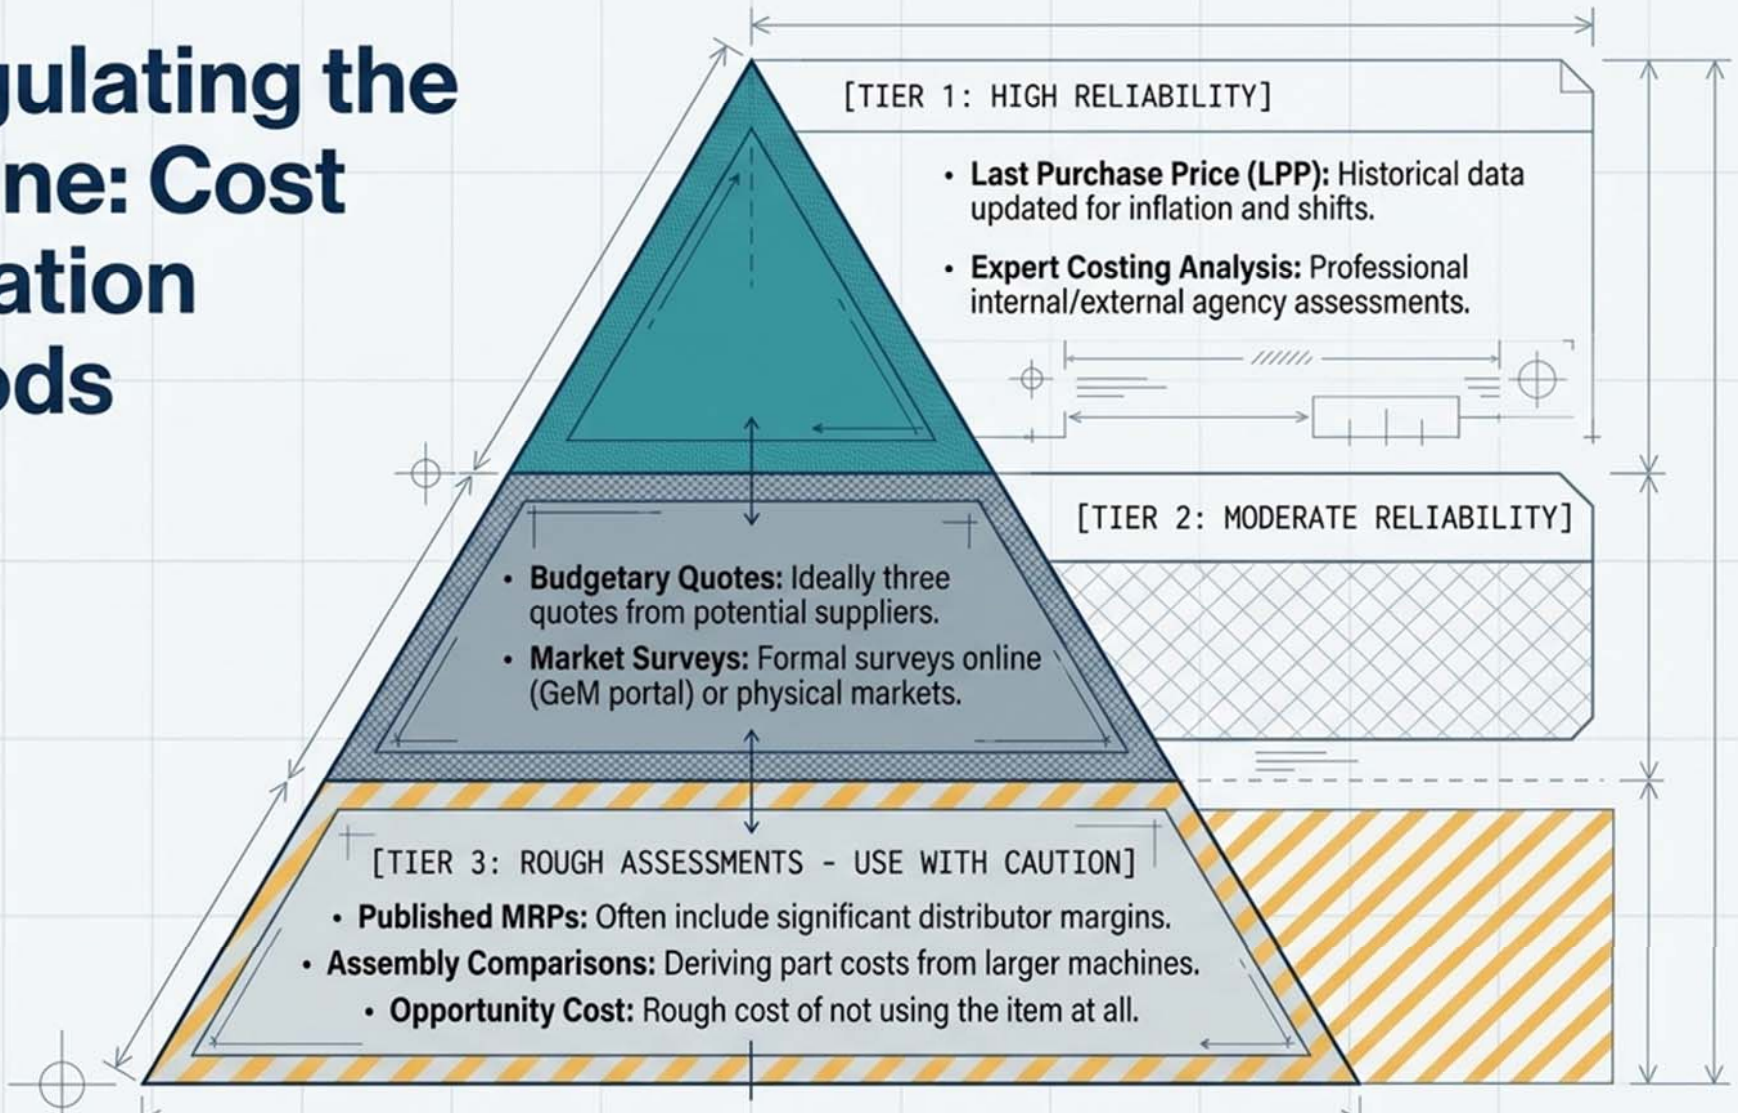 gulating the
ne: Cost
ation
ods
[TIER 1: HIGH RELIABILITY]
• Last Purchase Price (LPP): Historical data
updated for inflation and shifts.
• Expert Costing Analysis: Professional
internal/external agency assessments.
[TIER 2: MODERATE RELIABILITY]
• Budgetary Quotes: Ideally three
quotes from potential suppliers.
• Market Surveys: Formal surveys online
(GeM portal) or physical markets.
[TIER 3: ROUGH ASSESSMENTS - USE WITH CAUTION]
• Published MRPs: Often include significant distributor margins.
• Assembly Comparisons: Deriving part costs from larger machines.
• Opportunity Cost: Rough cost of not using the item at all.